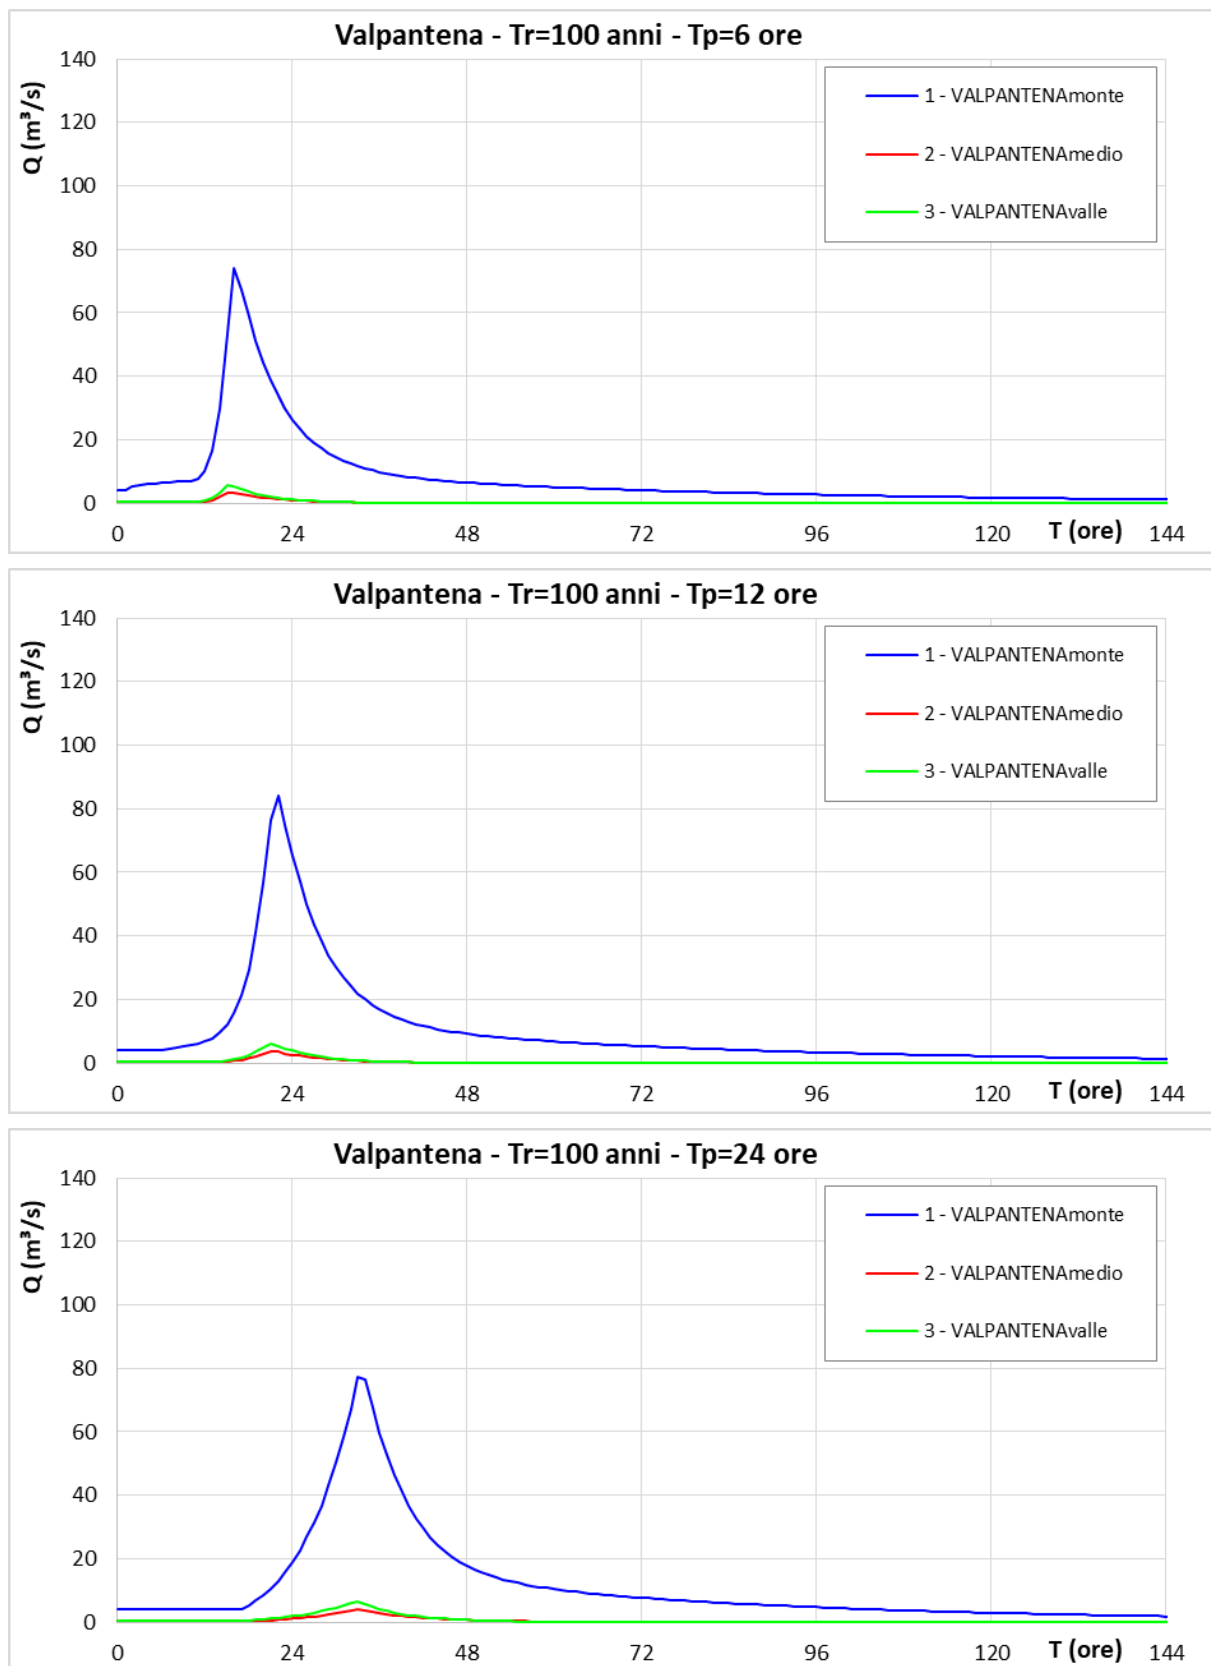 Valpantena - Tr=100 anni - Tp=6 ore
Q (m³/s)
140
120
100
80
60
40
20
0
1 - VALPANTENAmonte
2 - VALPANTENAmedio
3 - VALPANTENAvalle
0 24 48 72 96 120 T (ore) 144
Valpantena - Tr=100 anni - Tp=12 ore
Q (m³/s)
140
120
100
80
60
40
20
0
1 - VALPANTENAmonte
2 - VALPANTENAmedio
3 - VALPANTENAvalle
0 24 48 72 96 120 T (ore) 144
Valpantena - Tr=100 anni - Tp=24 ore
Q (m³/s)
140
120
100
80
60
40
20
0
1 - VALPANTENAmonte
2 - VALPANTENAmedio
3 - VALPANTENAvalle
0 24 48 72 96 120 T (ore) 144